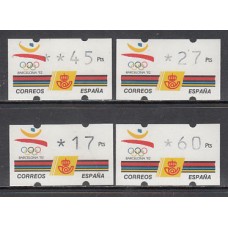 **45 Pts
BARCELONA '92
CORREOS ESPAÑA
**27 Pts
BARCELONA '92
CORREOS ESPAÑA
*17 Pts
BARCELONA '92
CORREOS ESPAÑA
*60 Pts
BARCELONA '92
CORREOS ESPAÑA